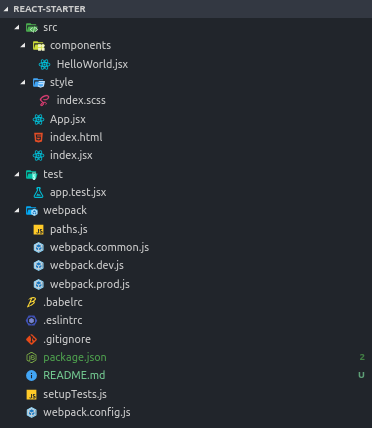 REACT-STARTER
src
components
HelloWorld.jsx
style
index.scss
App.jsx
index.html
index.jsx
test
app.test.jsx
webpack
JS paths.js
webpack.common.js
webpack.dev.js
webpack.prod.js
.babelrc
.eslintrc
.gitignore
package.json 2
README.md U
JS setupTests.js
webpack.config.js